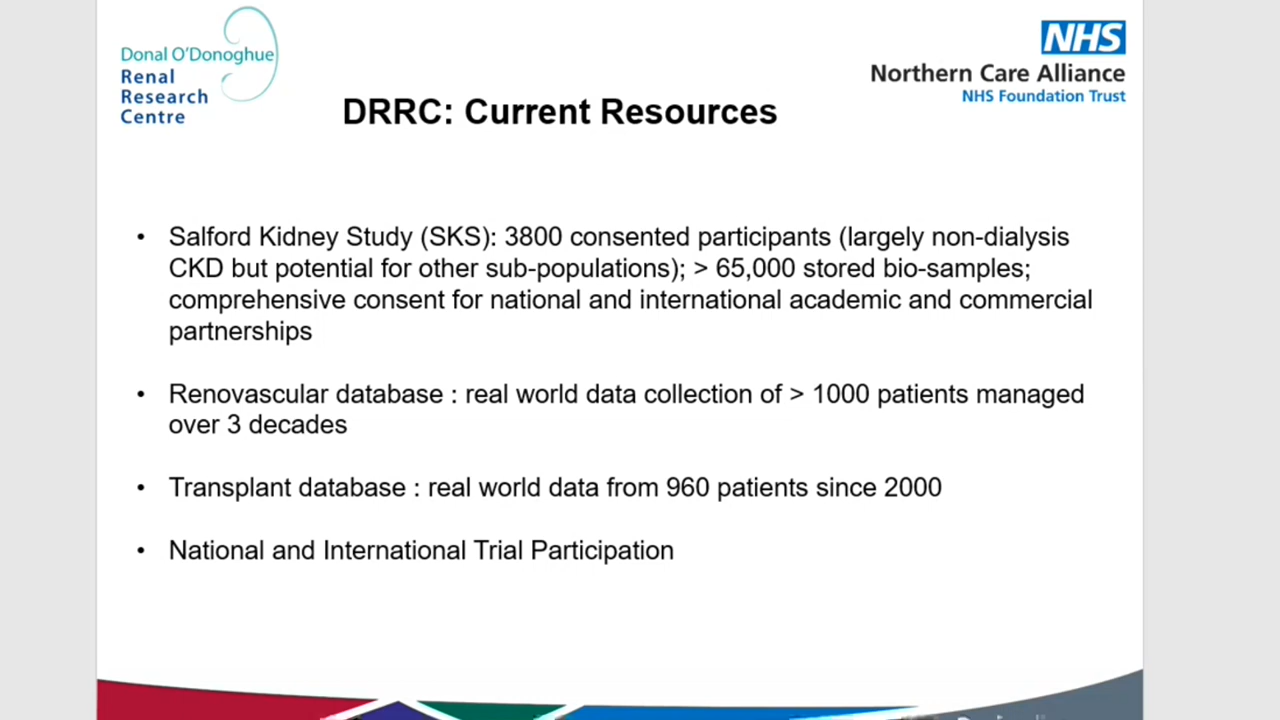 Donal O'Donoghue
Renal
Research
Centre
NHS
Northern Care Alliance
NHS Foundation Trust
DRRC: Current Resources
• Salford Kidney Study (SKS): 3800 consented participants (largely non-dialysis
CKD but potential for other sub-populations); > 65,000 stored bio-samples;
comprehensive consent for national and international academic and commercial
partnerships
• Renovascular database : real world data collection of > 1000 patients managed
over 3 decades
• Transplant database : real world data from 960 patients since 2000
• National and International Trial Participation